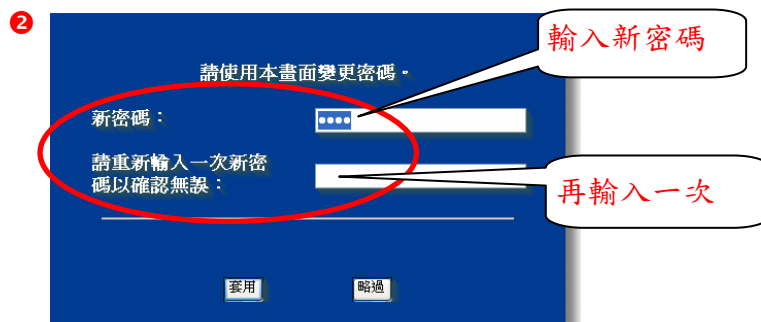 ❷
輸入新密碼
請使用本畫面變更密碼。
新密碼：
••••
請重新輸入一次新密
碼以確認無誤：
再輸入一次
套用
略過